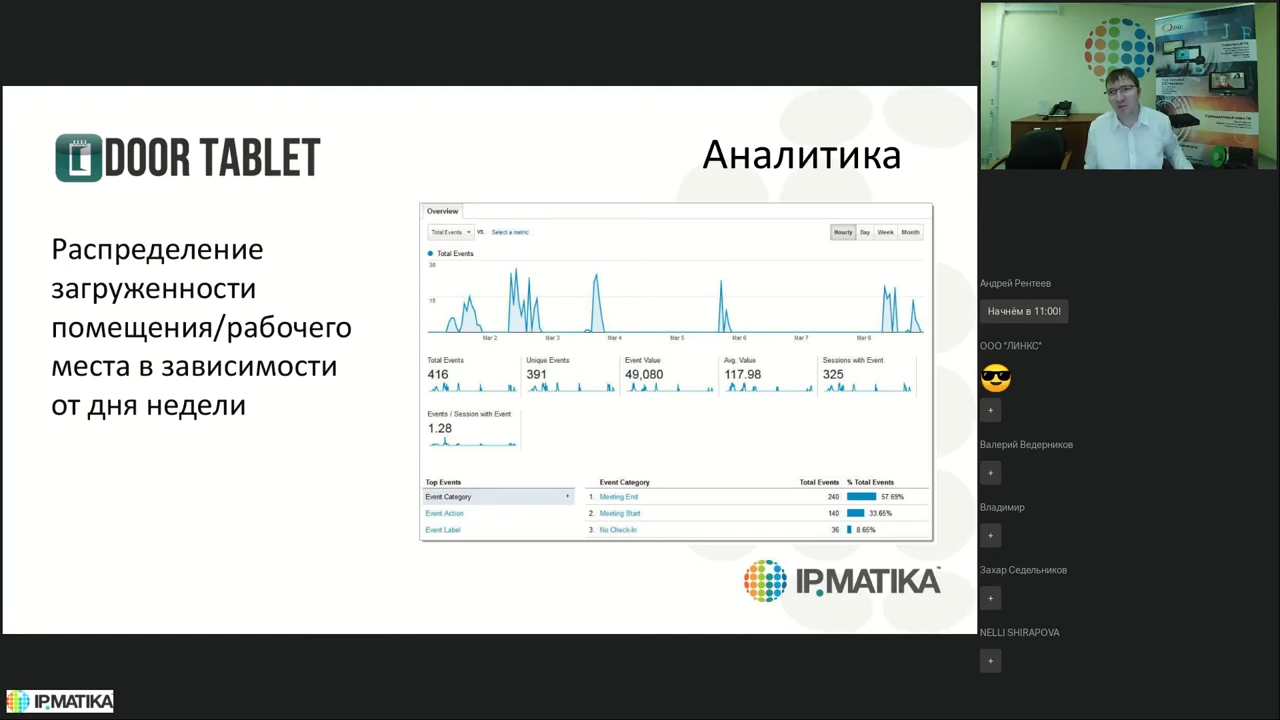 DOOR TABLET
Аналитика
Распределение
загруженности
помещения/рабочего
места в зависимости
от дня недели
Overview
Total Events
vs.
Select a metric
Hourly
Day
Week
Month
Total Events
30
15
Mar 2
Mar 3
Mar 4
Mar 5
Mar 6
Mar 7
Mar 8
Total Events
416
Unique Events
391
Event Value
49,080
Avg. Value
117.98
Sessions with Event
325
Events / Session with Event
1.28
Top Events
Event Category
Event Action
Event Label
Event Category Total Events % Total Events
1. Meeting End 240 57.69%
2. Meeting Start 140 33.65%
3. No Check-In 36 8.65%
IPMATIKA™
Андрей Рентеев
Начнём в 11:00!
ООО "ЛИНКС"
+
Валерий Ведерников
+
Владимир
+
Захар Седельников
+
NELLI SHIRAPOVA
+
IPMATIKA